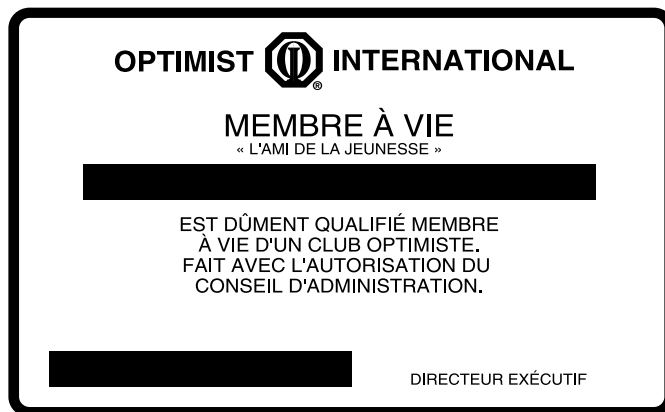 OPTIMIST INTERNATIONAL
MEMBRE À VIE
« L'AMI DE LA JEUNESSE »
EST DÛMENT QUALIFIÉ MEMBRE
À VIE D'UN CLUB OPTIMISTE.
FAIT AVEC L'AUTORISATION DU
CONSEIL D'ADMINISTRATION.
DIRECTEUR EXÉCUTIF